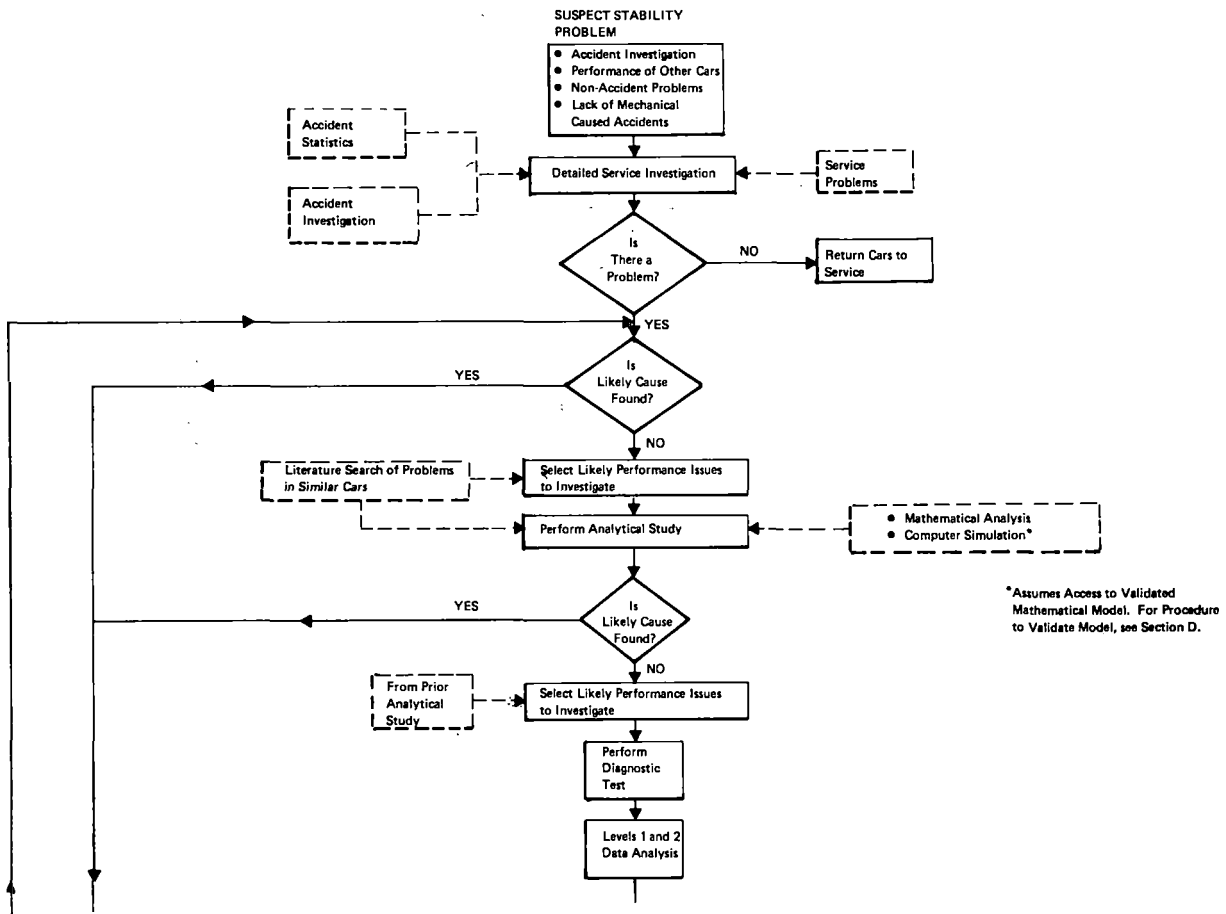 SUSPECT STABILITY
PROBLEM
● Accident Investigation
● Performance of Other Cars
● Non-Accident Problems
● Lack of Mechanical
Caused Accidents
Accident
Statistics
Accident
Investigation
Detailed Service Investigation
Service
Problems
Is
There a
Problem?
NO
Return Cars to
Service
YES
Is
Likely Cause
Found?
YES
NO
Literature Search of Problems
in Similar Cars
Select Likely Performance Issues
to Investigate
Perform Analytical Study
● Mathematical Analysis
● Computer Simulation*
*Assumes Access to Validated
Mathematical Model. For Procedure
to Validate Model, see Section D.
Is
Likely Cause
Found?
YES
NO
From Prior
Analytical
Study
Select Likely Performance Issues
to Investigate
Perform
Diagnostic
Test
Levels 1 and 2
Data Analysis